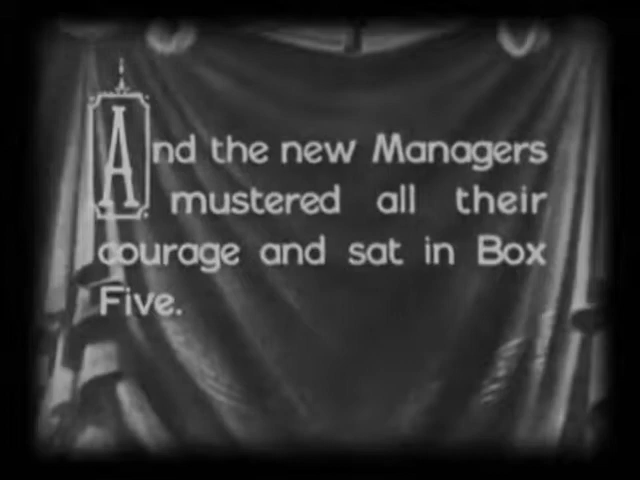 And the new Managers
mustered all their
courage and sat in Box
Five.